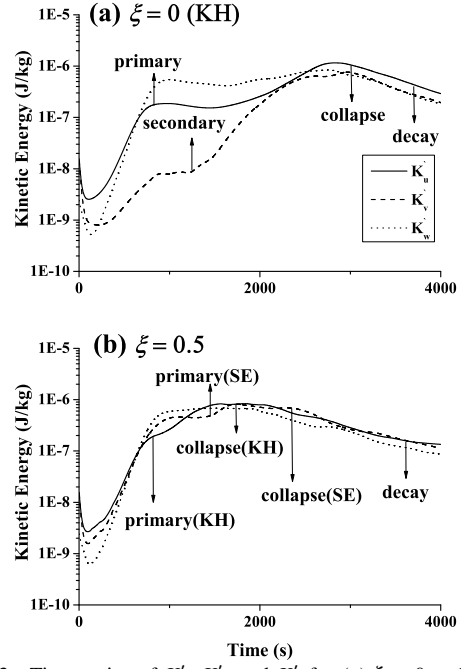 (a) ξ = 0 (KH)
Kinetic Energy (J/kg)
1E-5
1E-6
1E-7
1E-8
1E-9
1E-10
primary
secondary
collapse
decay
K'u
K'v
K'w
0
2000
4000
(b) ξ = 0.5
Kinetic Energy (J/kg)
1E-5
1E-6
1E-7
1E-8
1E-9
1E-10
primary(SE)
collapse(KH)
primary(KH)
collapse(SE)
decay
0
2000
4000
Time (s)